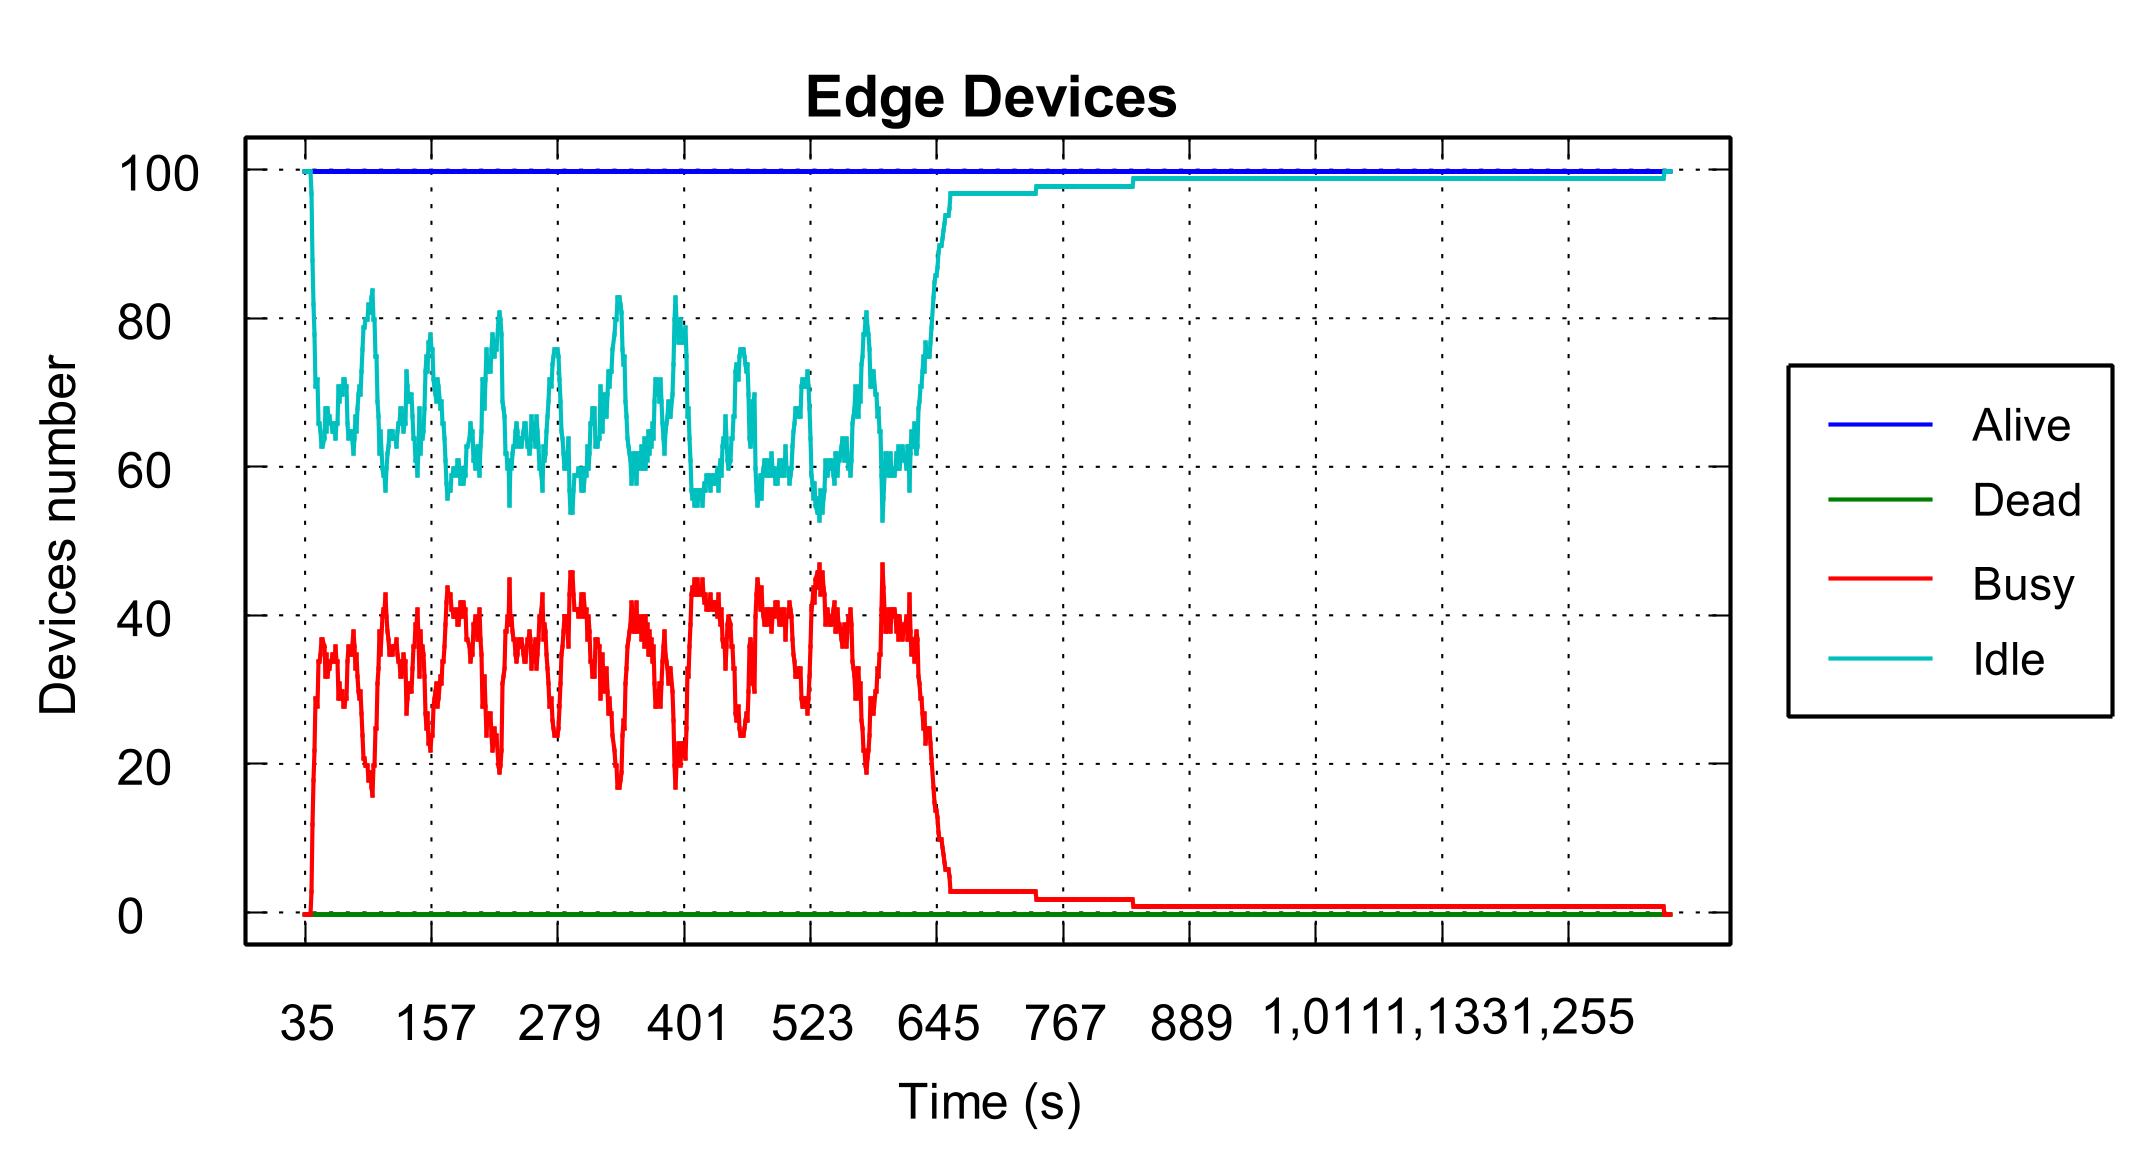 Edge Devices
100
80
60
40
20
0
Devices number
35 157 279 401 523 645 767 889 1,0111,1331,255
Time (s)
Alive
Dead
Busy
Idle